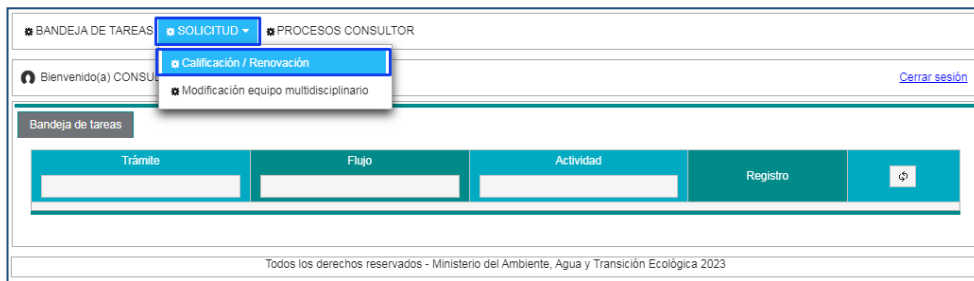 BANDEJA DE TAREAS SOLICITUD PROCESOS CONSULTOR
Calificación / Renovación
Bienvenido(a) Cerrar sesión
Modificación equipo multidisciplinario
Bandeja de tareas
Trámite Flujo Actividad
Registro
Todos los derechos reservados - Ministerio del Ambiente, Agua y Transición Ecológica 2023